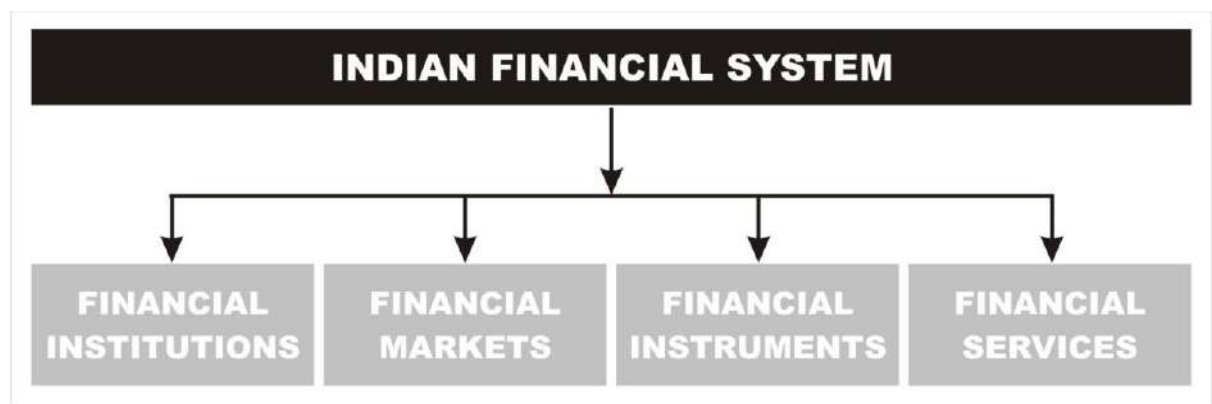 INDIAN FINANCIAL SYSTEM
FINANCIAL
INSTITUTIONS
FINANCIAL
MARKETS
FINANCIAL
INSTRUMENTS
FINANCIAL
SERVICES